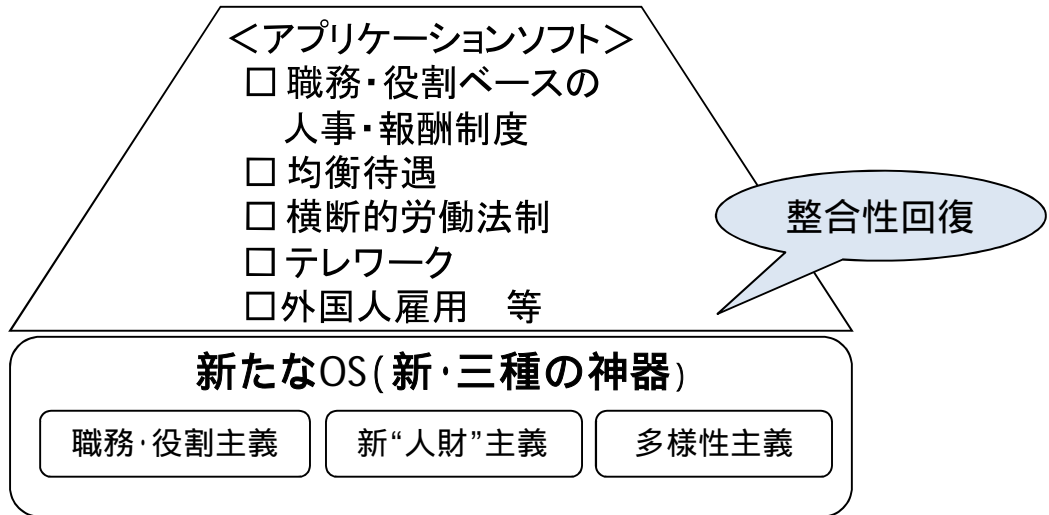 ＜アプリケーションソフト＞
□ 職務・役割ベースの
人事・報酬制度
□ 均衡待遇
□ 横断的労働法制
□ テレワーク
□外国人雇用　等
整合性回復
新たなOS(新・三種の神器)
職務・役割主義
新“人財”主義
多様性主義